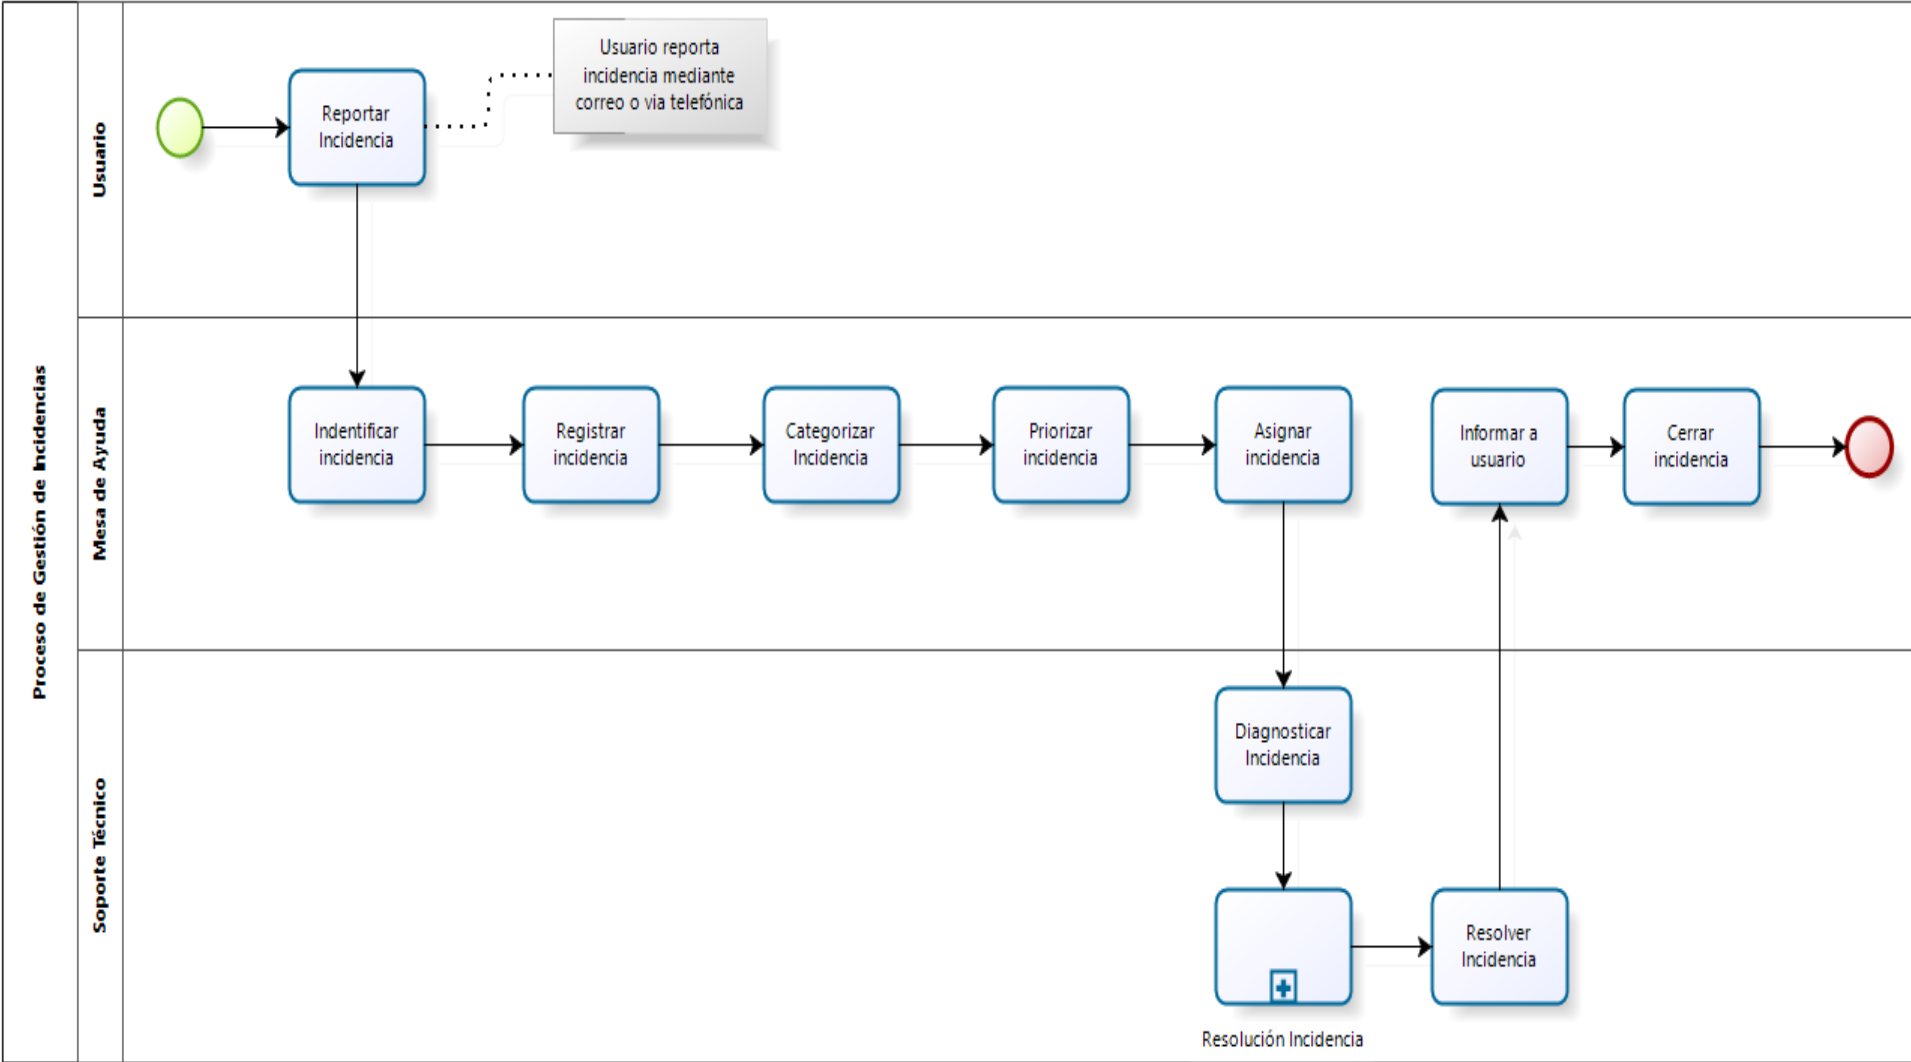 Proceso de Gestión de Incidencias
Usuario
Reportar
Incidencia
Usuario reporta
incidencia mediante
correo o via telefónica
Mesa de Ayuda
Indentificar
incidencia
Registrar
incidencia
Categorizar
Incidencia
Priorizar
incidencia
Asignar
incidencia
Informar a
usuario
Cerrar
incidencia
Soporte Técnico
Diagnosticar
Incidencia
Resolución Incidencia
Resolver
Incidencia